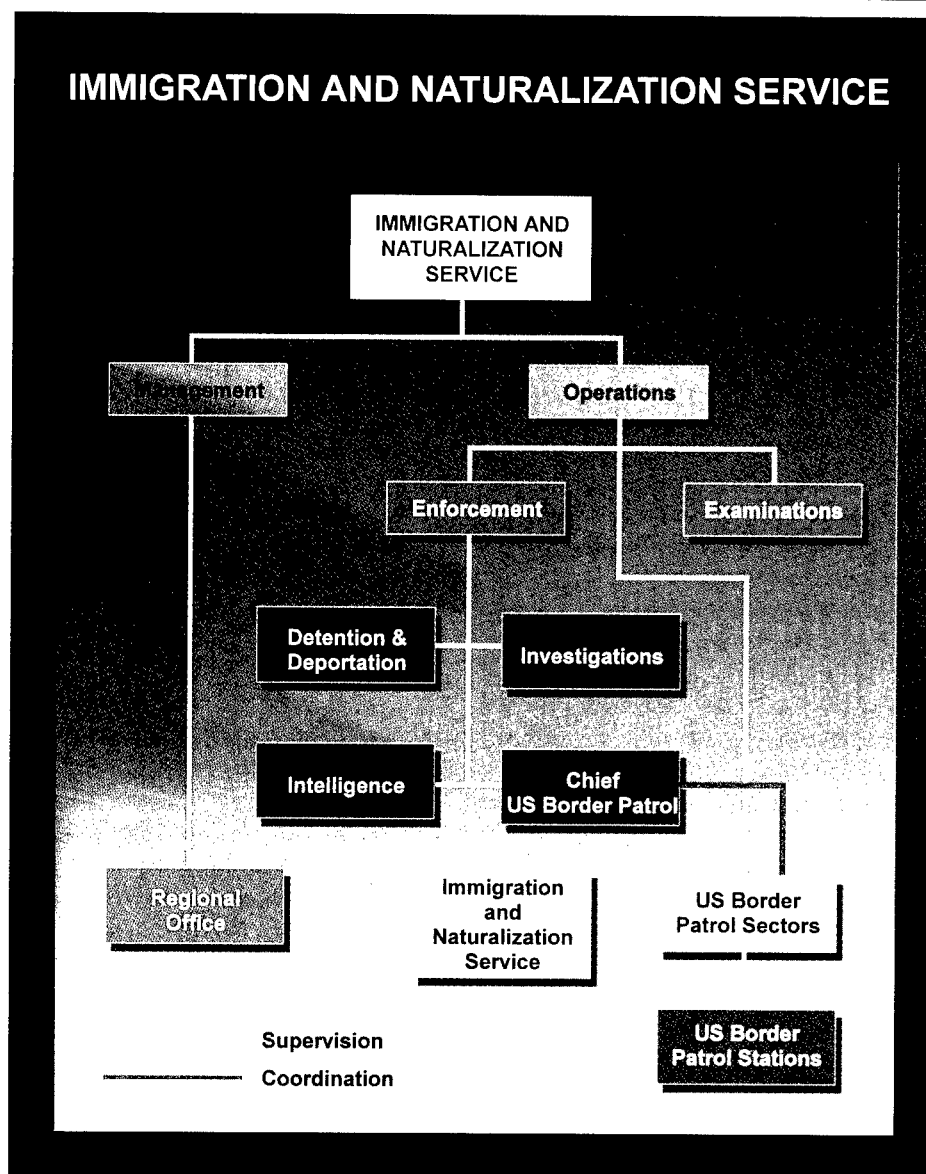 IMMIGRATION AND NATURALIZATION SERVICE
IMMIGRATION AND
NATURALIZATION
SERVICE
Management
Operations
Enforcement
Examinations
Detention &
Deportation
Investigations
Intelligence
Chief
US Border Patrol
Regional
Office
Immigration
and
Naturalization
Service
US Border
Patrol Sectors
US Border
Patrol Stations
Supervision
Coordination